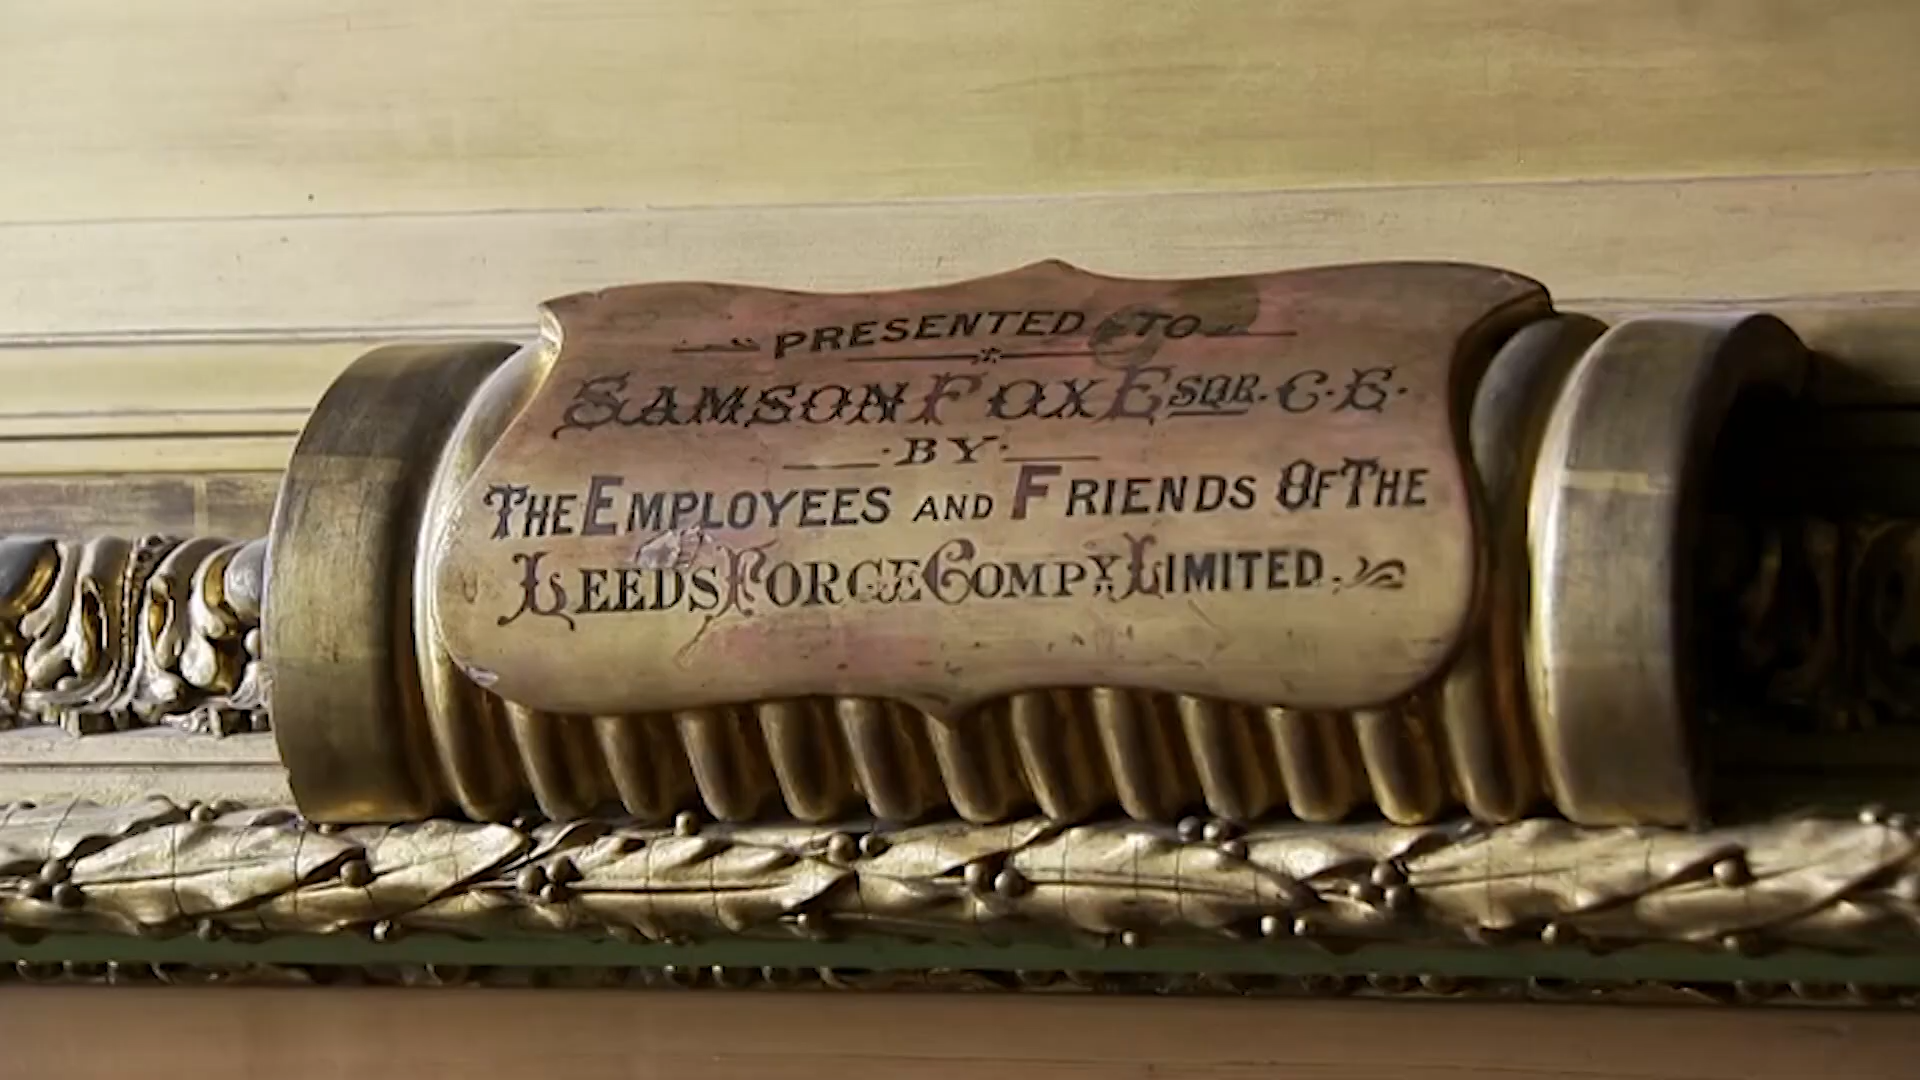 PRESENTED TO
SAMSON FOX ESQR. C.E.
·BY·
THE EMPLOYEES AND FRIENDS OF THE
LEEDS FORGE COMPY. LIMITED.